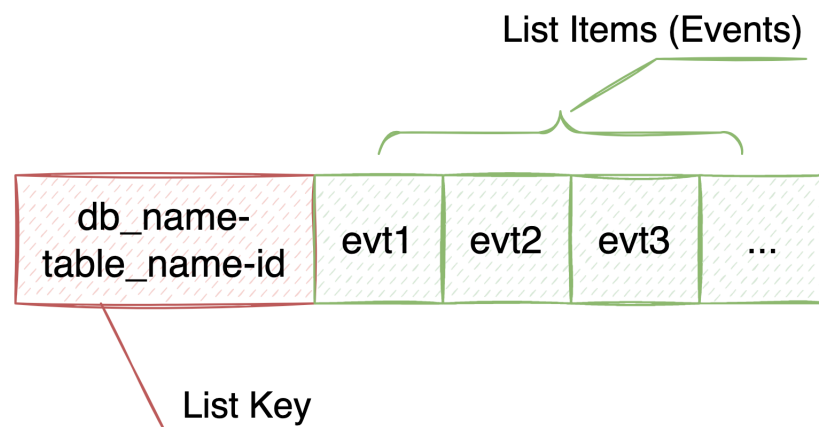 List Items (Events)
db_name-
table_name-id
evt1
evt2
evt3
...
List Key